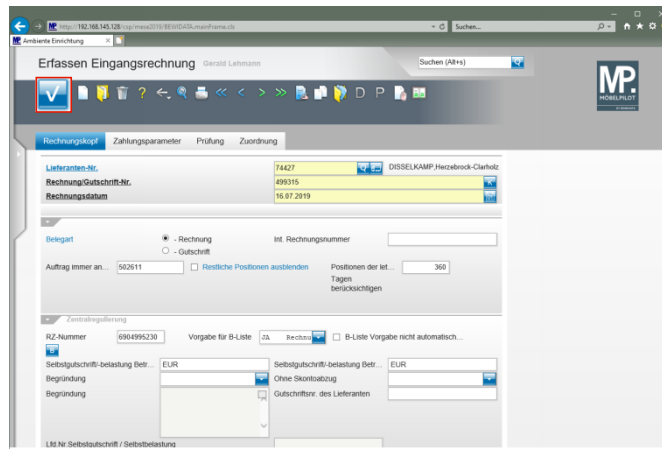 http://192.168.145.128/csp/mese2019/BEWIDATA.mainFrame.cls
Suchen...
Ambiente Einrichtung
Erfassen Eingangsrechnung Gerald Lehmann
Suchen (Alt+s)
MP.
MÖBELPILOT
D P
Rechnungskopf Zahlungsparameter Prüfung Zuordnung
Lieferanten-Nr. 74427 DISSELKAMP,Herzebrock-Clarholz
Rechnung/Gutschrift-Nr. 499315
Rechnungsdatum 16.07.2019
Belegart - Rechnung Int. Rechnungsnummer
- Gutschrift
Auftrag immer an... 502611 Restliche Positionen ausblenden Positionen der let... 360
Tagen
berücksichtigen
Zentralregulierung
RZ-Nummer 6904995230 Vorgabe für B-Liste JA Rechnu B-Liste Vorgabe nicht automatisch...
B
Selbstgutschrift/-belastung Betr... EUR Selbstgutschrift/-belastung Betr... EUR
Begründung Ohne Skontoabzug
Begründung Gutschriftsnr. des Lieferanten
Lfd.Nr.Selbstgutschrift / Selbstbelastung